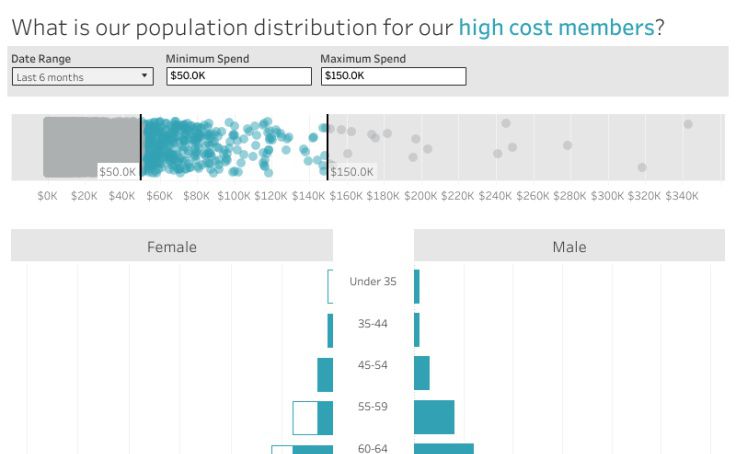 What is our population distribution for our high cost members?
Date Range
Minimum Spend
Maximum Spend
Last 6 months
$50.0K
$150.0K
$50.0K
$150.0K
$0K $20K $40K $60K $80K $100K $120K $140K $160K $180K $200K $220K $240K $260K $280K $300K $320K $340K
Female
Male
Under 35
35-44
45-54
55-59
60-64